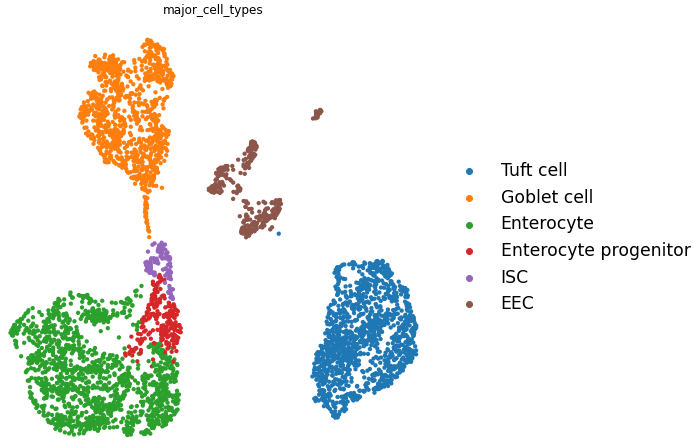 major_cell_types
Tuft cell
Goblet cell
Enterocyte
Enterocyte progenitor
ISC
EEC